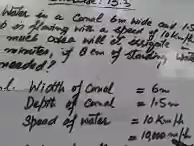 Exercise: 13.3
Water in a Canal 6m wide and 1.5
is flowing with a speed of 10 Km/h
much area will it irrigate
minutes, if 8 cm of standing Water
needed?
Width of Canal = 6m
Depth of Canal = 1.5m
Speed of water = 10 Km/h
= 10,000 m/h